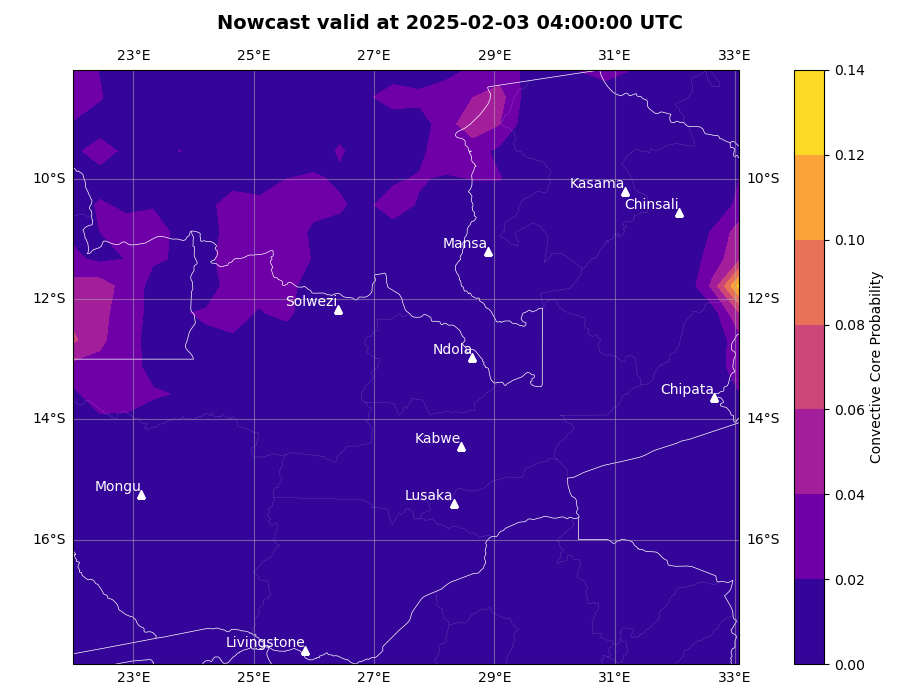 Nowcast valid at 2025-02-03 04:00:00 UTC
23°E 25°E 27°E 29°E 31°E 33°E
0.14
0.12
10°S 10°S
Kasama
Chinsali
0.10
Mansa
12°S 12°S
Solwezi
0.08
Ndola
Chipata
0.06
14°S 14°S
Kabwe
Mongu
Lusaka
0.04
16°S 16°S
0.02
Livingstone
0.00
23°E 25°E 27°E 29°E 31°E 33°E
Convective Core Probability